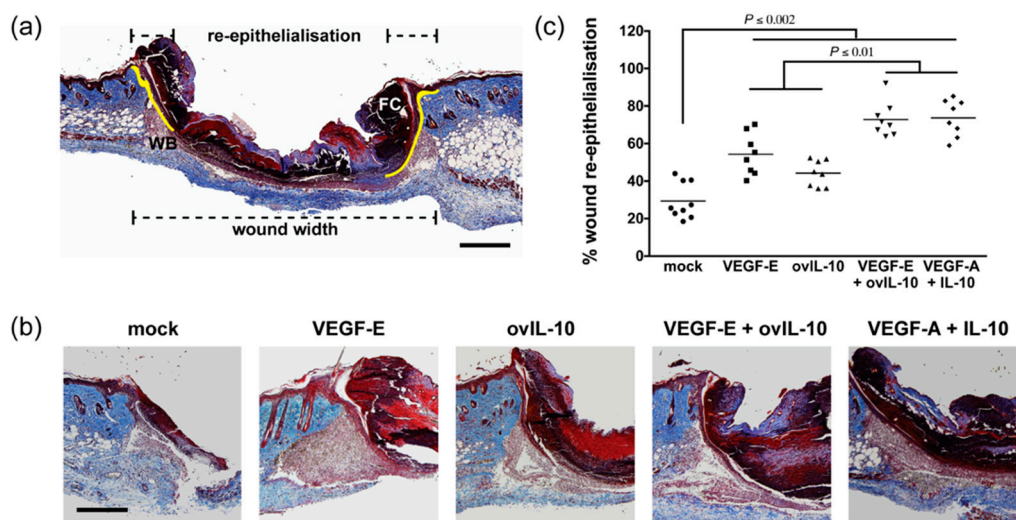 (a)
re-epithelialisation
FC
WB
wound width
(c)
P ≤ 0.002
P ≤ 0.01
% wound re-epithelialisation
120
100
80
60
40
20
0
mock
VEGF-E
ovIL-10
VEGF-E
+ ovIL-10
VEGF-A
+ IL-10
(b)
mock
VEGF-E
ovIL-10
VEGF-E + ovIL-10
VEGF-A + IL-10